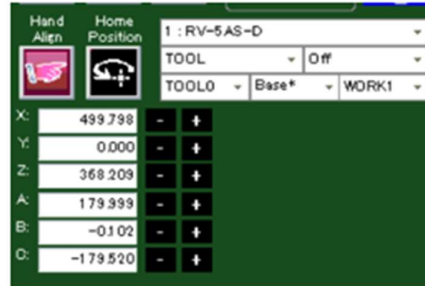 Hand Align
Home Position
1 : RV-5AS-D
TOOL Off
TOOL0 Base* WORK1
X: 499.798 - +
Y: 0.000 - +
Z: 368.209 - +
A: 179.999 - +
B: -0.102 - +
C: -179.520 - +